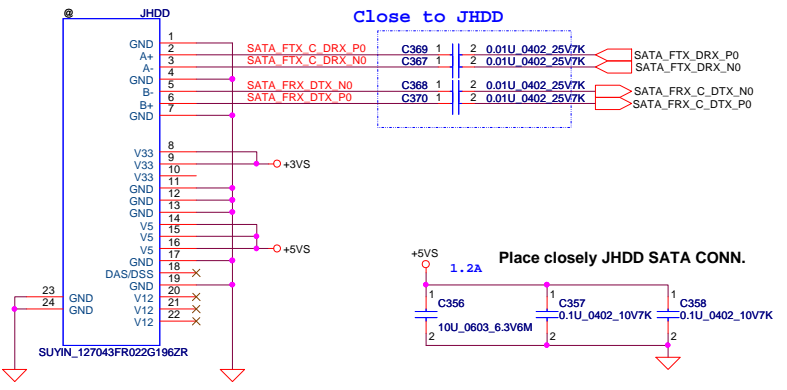 @ JHDD Close to JHDD
GND 1
A+ 2 SATA_FTX_C_DRX_P0 C369 1 2 0.01U_0402_25V7K SATA_FTX_DRX_P0
A- 3 SATA_FTX_C_DRX_N0 C367 1 2 0.01U_0402_25V7K SATA_FTX_DRX_N0
GND 4
B- 5 SATA_FRX_DTX_N0 C368 1 2 0.01U_0402_25V7K SATA_FRX_C_DTX_N0
B+ 6 SATA_FRX_DTX_P0 C370 1 2 0.01U_0402_25V7K SATA_FRX_C_DTX_P0
GND 7
V33 8
V33 9 +3VS
V33 10
GND 11
GND 12
GND 13
V5 14
V5 15
V5 16 +5VS
GND 17
DAS/DSS 18
GND 19
23 GND V12 20
24 GND V12 21
V12 22
SUYIN_127043FR022G196ZR
+5VS
1.2A
Place closely JHDD SATA CONN.
1 C356 10U_0603_6.3V6M 2
1 C357 0.1U_0402_10V7K 2
1 C358 0.1U_0402_10V7K 2